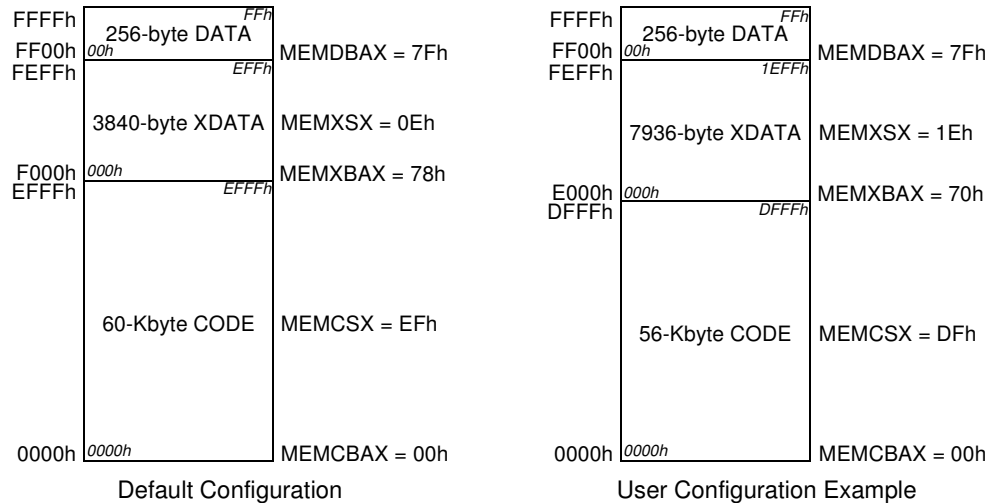 FFFFh
FFh
256-byte DATA
FF00h
00h
MEMDBAX = 7Fh
FEFFh
EFFh
3840-byte XDATA
MEMXSX = 0Eh
F000h
000h
MEMXBAX = 78h
EFFFh
EFFFh
60-Kbyte CODE
MEMCSX = EFh
0000h
0000h
MEMCBAX = 00h
Default Configuration
FFFFh
FFh
256-byte DATA
FF00h
00h
MEMDBAX = 7Fh
FEFFh
1EFFh
7936-byte XDATA
MEMXSX = 1Eh
E000h
000h
MEMXBAX = 70h
DFFFh
DFFFh
56-Kbyte CODE
MEMCSX = DFh
0000h
0000h
MEMCBAX = 00h
User Configuration Example